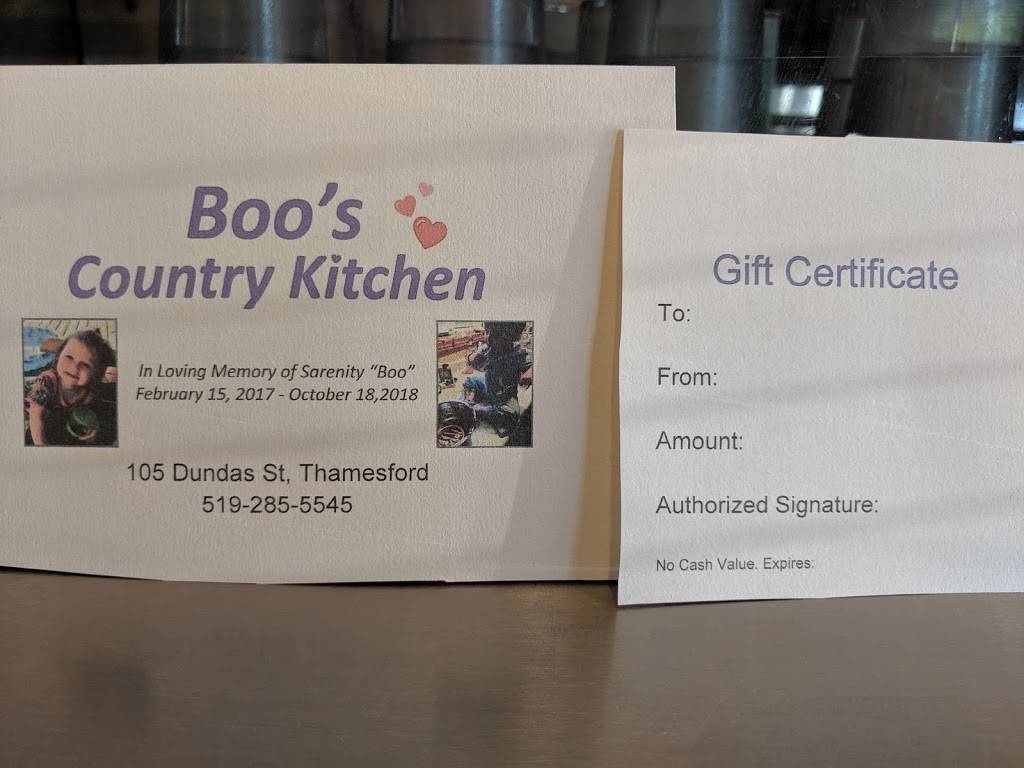 Boo's
Country Kitchen
In Loving Memory of Sarenity "Boo"
February 15, 2017 - October 18,2018
105 Dundas St, Thamesford
519-285-5545
Gift Certificate
To:
From:
Amount:
Authorized Signature:
No Cash Value. Expires: